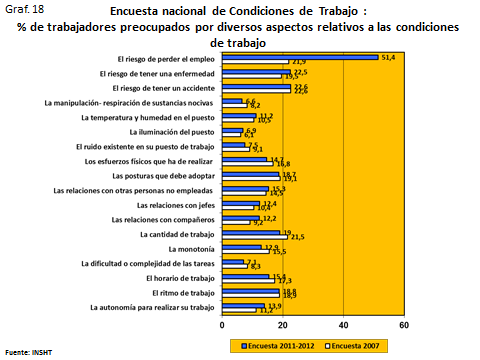 Graf. 18
Encuesta nacional de Condiciones de Trabajo :
% de trabajadores preocupados por diversos aspectos relativos a las condiciones
de trabajo
El riesgo de perder el empleo 51,4 21,9
El riesgo de tener una enfermedad 22,5 19,5
El riesgo de tener un accidente 22,6 22,6
La manipulación- respiración de sustancias nocivas 6,6 8,2
La temperatura y humedad en el puesto 11,2 10,5
La iluminación del puesto 6,9 6,1
El ruido existente en su puesto de trabajo 7,5 9,1
Los esfuerzos físicos que ha de realizar 14,7 16,8
Las posturas que debe adoptar 18,7 19,1
Las relaciones con otras personas no empleadas 15,3 14,5
Las relaciones con jefes 12,4 10,4
Las relaciones con compañeros 12,2 9,2
La cantidad de trabajo 19 21,5
La monotonía 12,9 15,5
La dificultad o complejidad de las tareas 7,1 8,3
El horario de trabajo 15,4 17,3
El ritmo de trabajo 18,8 18,9
La autonomía para realizar su trabajo 13,9 11,2
0 20 40 60
Encuesta 2011-2012 Encuesta 2007
Fuente: INSHT